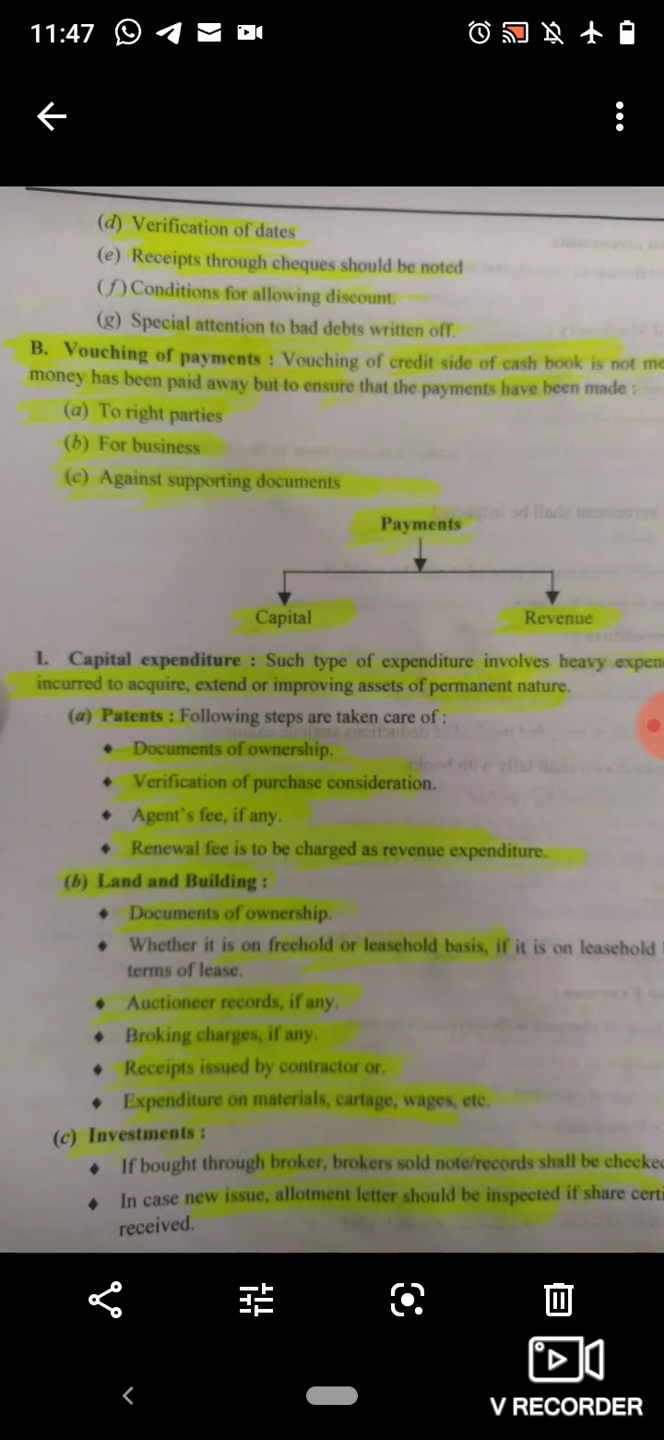 11:47
(d) Verification of dates
(e) Receipts through cheques should be noted
(f) Conditions for allowing discount.
(g) Special attention to bad debts written off.
B. Vouching of payments : Vouching of credit side of cash book is not
money has been paid away but to ensure that the payments have been made :
(a) To right parties
(b) For business
(c) Against supporting documents
Payments
Capital Revenue
I. Capital expenditure : Such type of expenditure involves heavy
incurred to acquire, extend or improving assets of permanent nature.
(a) Patents : Following steps are taken care of :
♦ Documents of ownership.
♦ Verification of purchase consideration.
♦ Agent's fee, if any.
♦ Renewal fee is to be charged as revenue expenditure.
(b) Land and Building :
♦ Documents of ownership.
♦ Whether it is on freehold or leasehold basis, if it is on leasehold
terms of lease.
♦ Auctioneer records, if any.
♦ Broking charges, if any.
♦ Receipts issued by contractor or.
♦ Expenditure on materials, cartage, wages, etc.
(c) Investments :
♦ If bought through broker, brokers sold note/records shall be
♦ In case new issue, allotment letter should be inspected if share
received.
V RECORDER